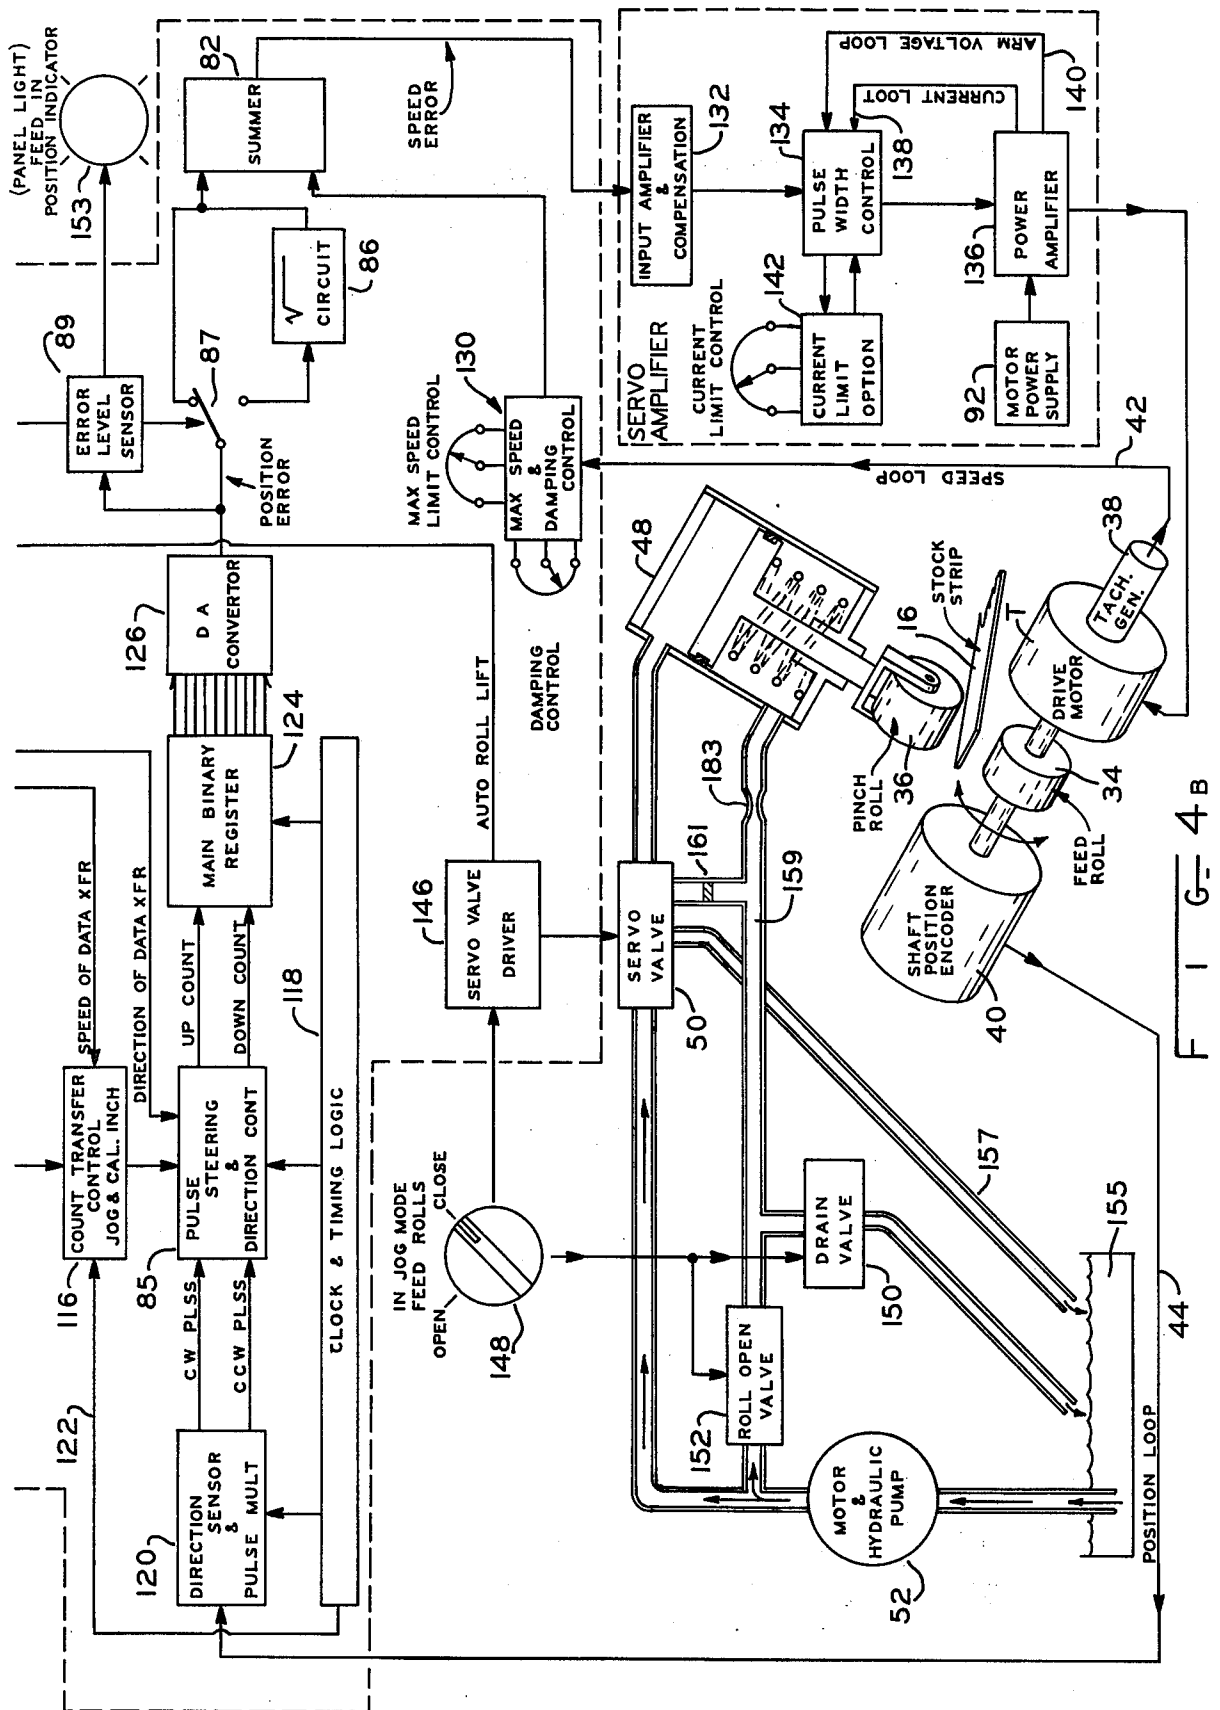 (PANEL LIGHT)
FEED IN
POSITION INDICATOR
153
89
ERROR
LEVEL
SENSOR
87
82
SUMMER
√
CIRCUIT
86
POSITION
ERROR
SPEED
ERROR
126
D A
CONVERTOR
124
MAIN BINARY
REGISTER
SPEED OF DATA XFR
DIRECTION OF DATA XFR
UP COUNT
DOWN COUNT
116
COUNT TRANSFER
CONTROL
JOG & CAL. INCH
85
PULSE
STEERING
&
DIRECTION CONT
118
CLOCK & TIMING LOGIC
122
CW PLSS
CCW PLSS
120
DIRECTION
SENSOR
&
PULSE MULT
MAX SPEED
LIMIT CONTROL
130
MAX SPEED
&
DAMPING
CONTROL
DAMPING
CONTROL
AUTO ROLL LIFT
146
SERVO VALVE
DRIVER
IN JOG MODE
FEED ROLLS
OPEN
CLOSE
148
SERVO
AMPLIFIER
INPUT AMPLIFIER
&
COMPENSATION
132
134
PULSE
WIDTH
CONTROL
138
CURRENT LOOT
ARM VOLTAGE LOOP
140
CURRENT
LIMIT CONTROL
142
CURRENT
LIMIT
OPTION
136
POWER
AMPLIFIER
92
MOTOR
POWER
SUPPLY
42
SPEED LOOP
48
SERVO
VALVE
50
161
183
159
16
STOCK
STRIP
PINCH
ROLL
36
T
DRIVE
MOTOR
TACH.
GEN.
38
34
FEED
ROLL
SHAFT
POSITION
ENCODER
40
157
DRAIN
VALVE
150
ROLL OPEN
VALVE
152
MOTOR
&
HYDRAULIC
PUMP
52
155
44
POSITION LOOP
FIG-4B